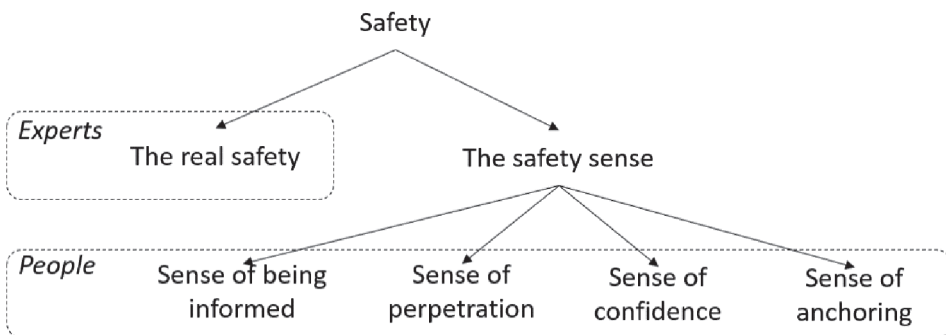 Safety
Experts
The real safety
The safety sense
People
Sense of being
informed
Sense of
perpetration
Sense of
confidence
Sense of
anchoring